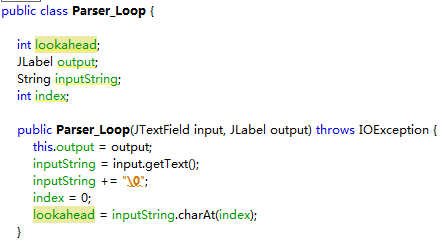 public class Parser_Loop {
int lookahead;
JLabel output;
String inputString;
int index;
public Parser_Loop(JTextField input, JLabel output) throws IOException {
this.output = output;
inputString = input.getText();
inputString += "\0";
index = 0;
lookahead = inputString.charAt(index);
}